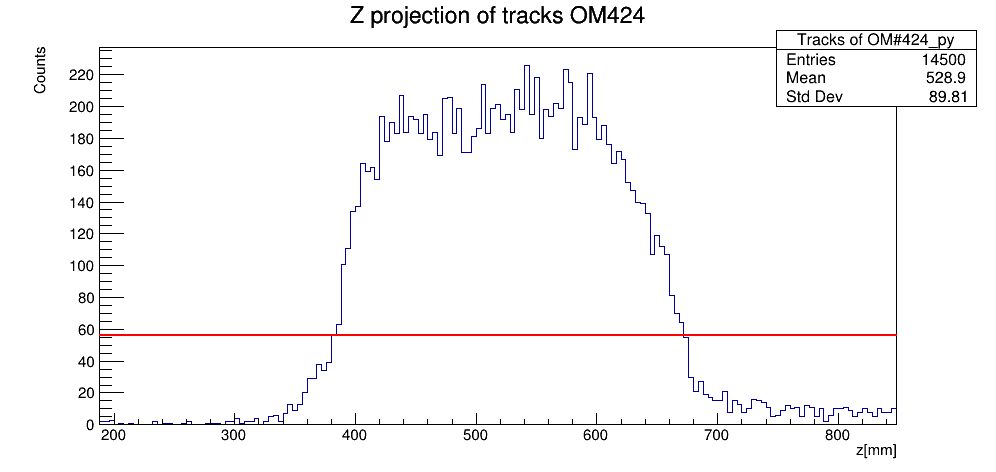 Z projection of tracks OM424
Tracks of OM#424_py
Entries 14500
Mean 528.9
Std Dev 89.81
Counts
220
200
180
160
140
120
100
80
60
40
20
0
200 300 400 500 600 700 800
z[mm]